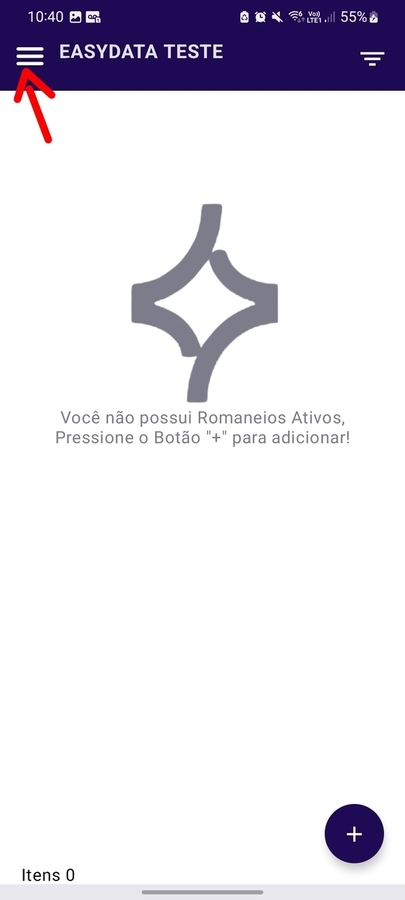 10:40
Vo))
LTE1
55%
EASYDATA TESTE
Você não possui Romaneios Ativos,
Pressione o Botão "+" para adicionar!
+
Itens 0